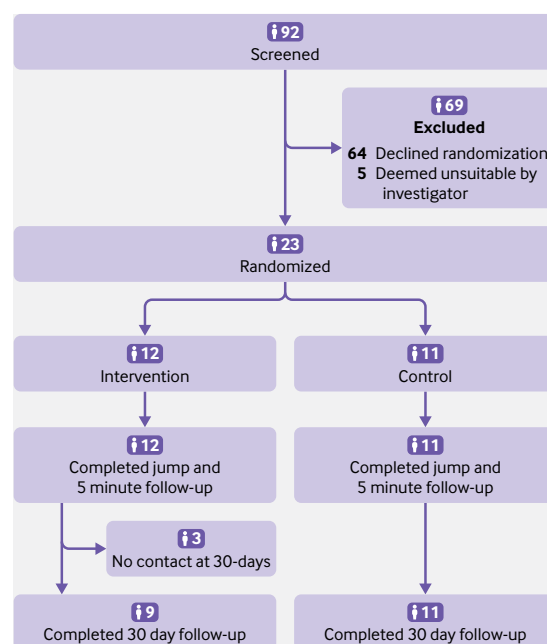 92
Screened
69
Excluded
64 Declined randomization
5 Deemed unsuitable by
investigator
23
Randomized
12
Intervention
11
Control
12
Completed jump and
5 minute follow-up
11
Completed jump and
5 minute follow-up
3
No contact at 30-days
9
Completed 30 day follow-up
11
Completed 30 day follow-up